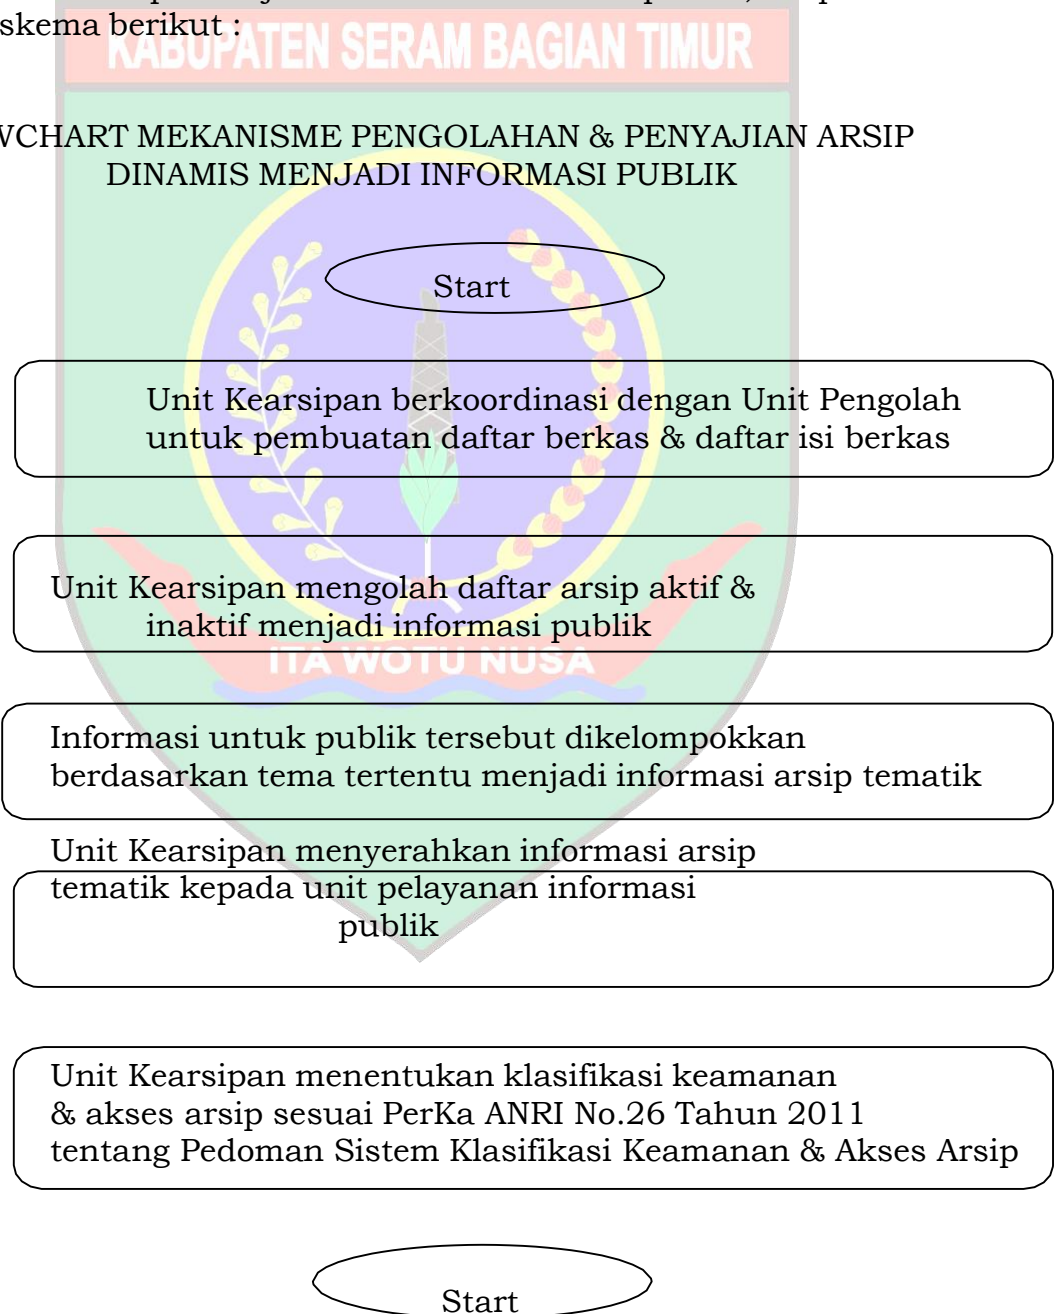 skema berikut :
KABUPATEN SERAM BAGIAN TIMUR
WCHART MEKANISME PENGOLAHAN & PENYAJIAN ARSIP
DINAMIS MENJADI INFORMASI PUBLIK
Start
Unit Kearsipan berkoordinasi dengan Unit Pengolah
untuk pembuatan daftar berkas & daftar isi berkas
Unit Kearsipan mengolah daftar arsip aktif &
inaktif menjadi informasi publik
ITA WOTU NUSA
Informasi untuk publik tersebut dikelompokkan
berdasarkan tema tertentu menjadi informasi arsip tematik
Unit Kearsipan menyerahkan informasi arsip
tematik kepada unit pelayanan informasi
publik
Unit Kearsipan menentukan klasifikasi keamanan
& akses arsip sesuai PerKa ANRI No.26 Tahun 2011
tentang Pedoman Sistem Klasifikasi Keamanan & Akses Arsip
Start